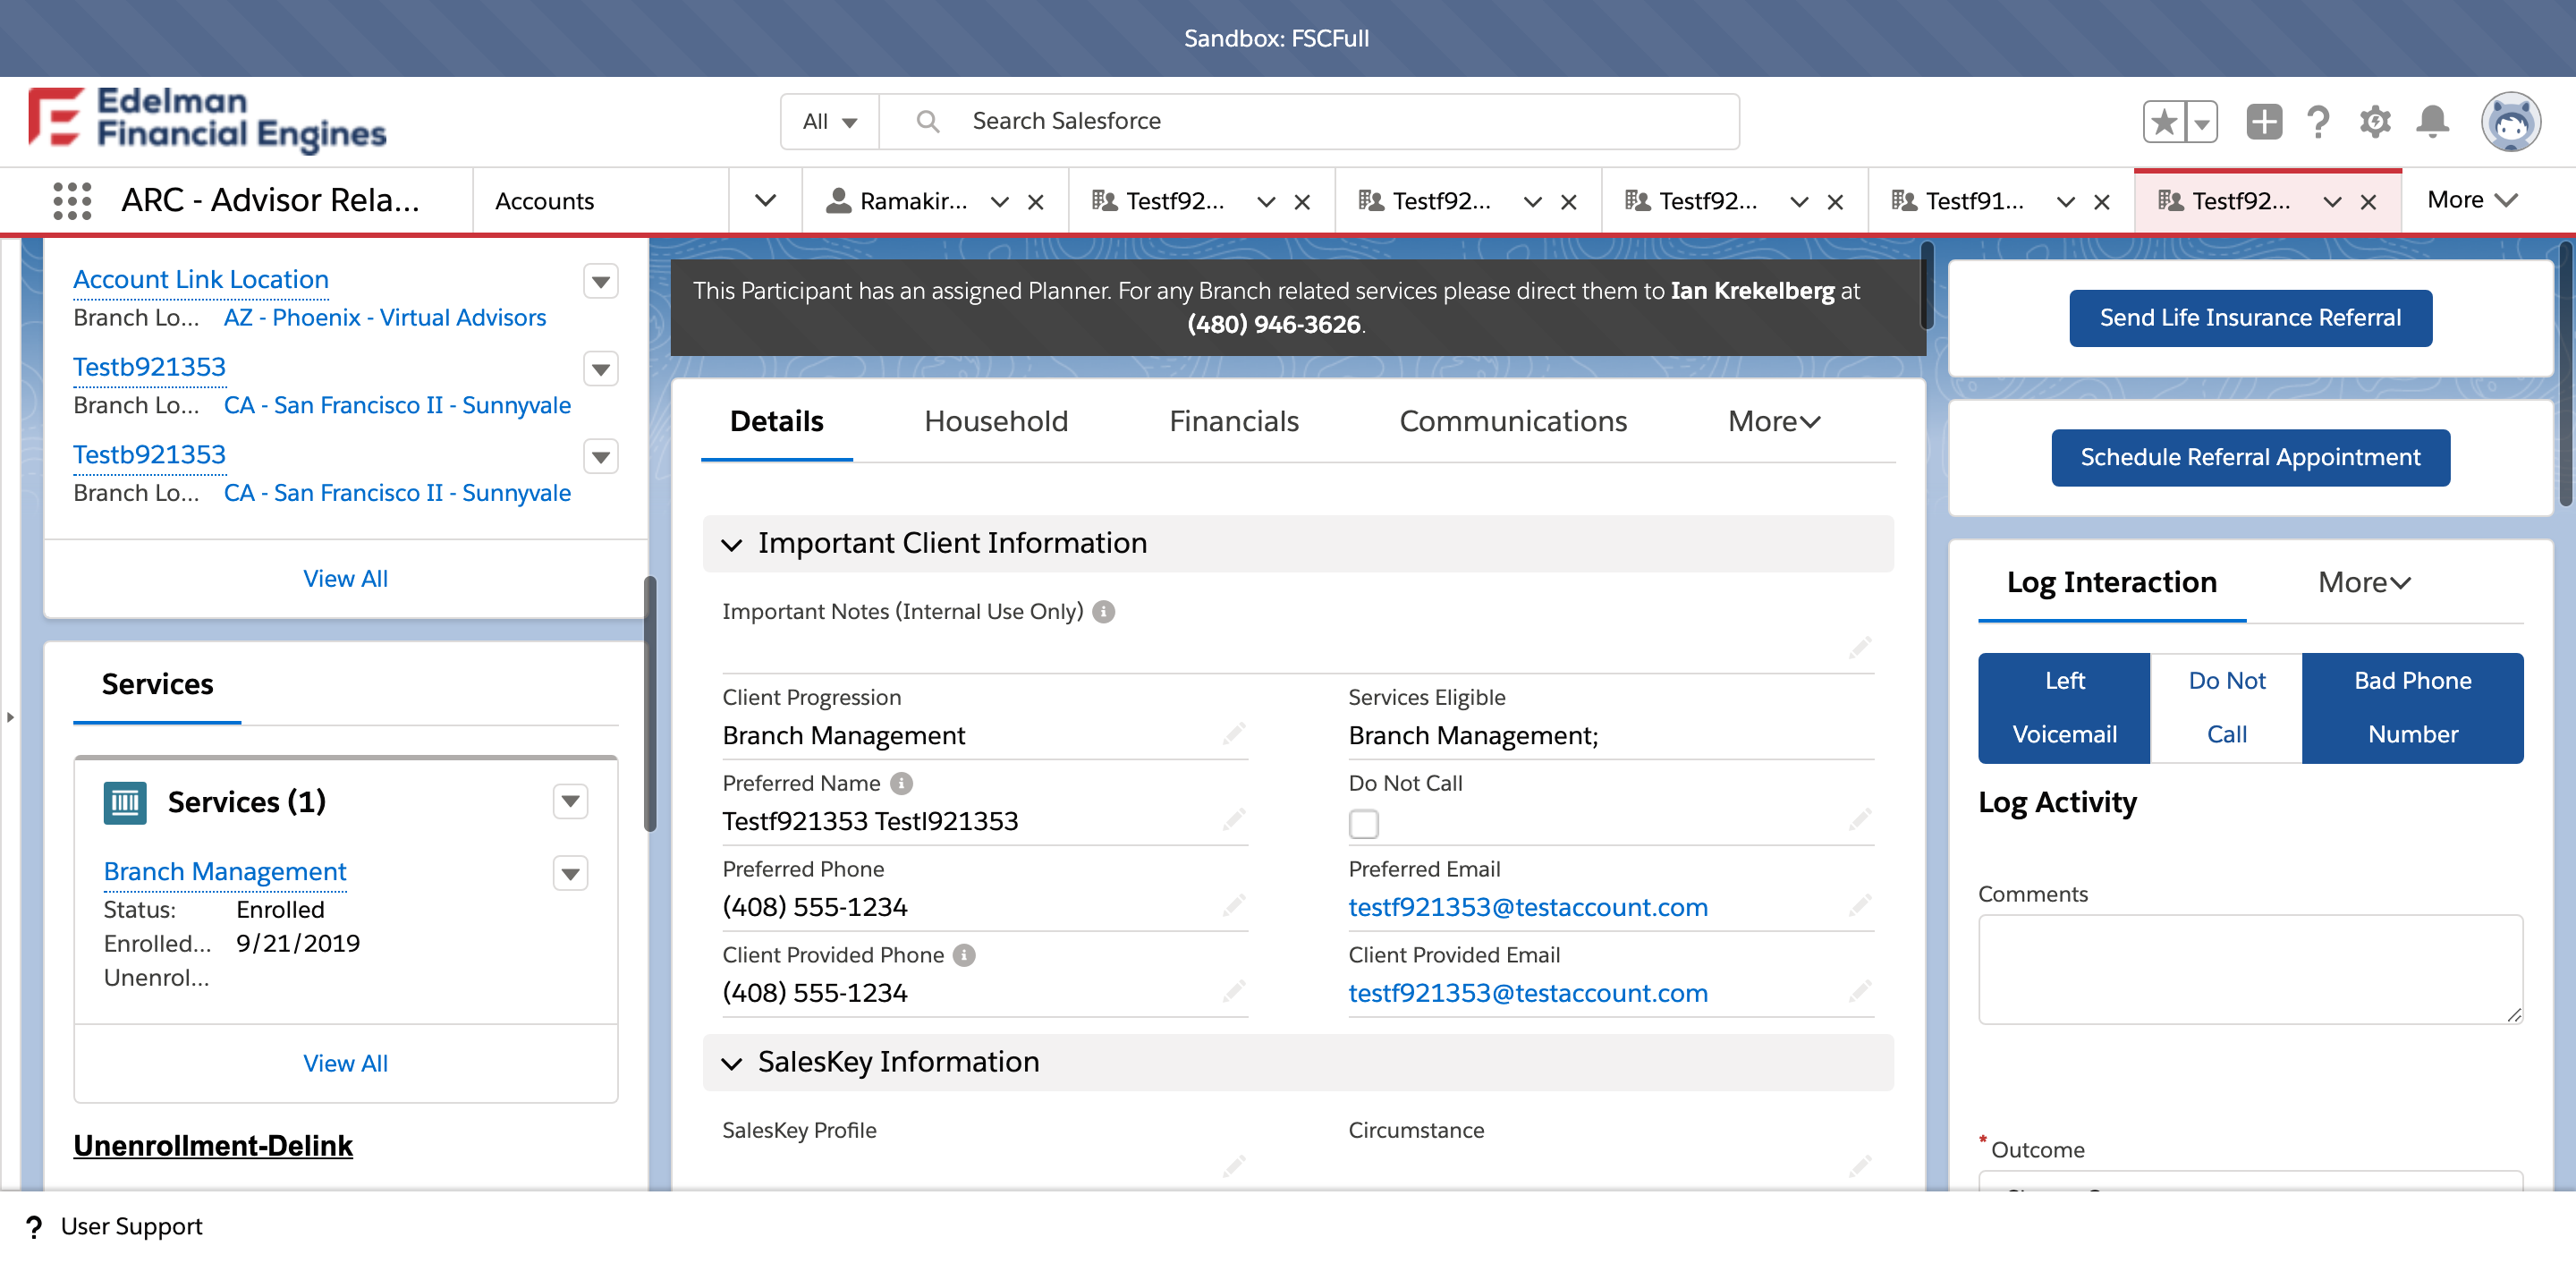 Sandbox: FSCFull
Edelman
Financial Engines
All
Search Salesforce
ARC - Advisor Rela...
Accounts
Ramakir...
Testf92...
Testf92...
Testf92...
Testf91...
Testf92...
More
Account Link Location
Branch Lo... AZ - Phoenix - Virtual Advisors
Testb921353
Branch Lo... CA - San Francisco II - Sunnyvale
Testb921353
Branch Lo... CA - San Francisco II - Sunnyvale
View All
Services
Services (1)
Branch Management
Status: Enrolled
Enrolled... 9/21/2019
Unenrol...
View All
Unenrollment-Delink
This Participant has an assigned Planner. For any Branch related services please direct them to Ian Krekelberg at
(480) 946-3626.
Details Household Financials Communications More
Important Client Information
Important Notes (Internal Use Only)
Client Progression
Branch Management
Services Eligible
Branch Management;
Preferred Name
Testf921353 Testl921353
Do Not Call
Preferred Phone
(408) 555-1234
Preferred Email
testf921353@testaccount.com
Client Provided Phone
(408) 555-1234
Client Provided Email
testf921353@testaccount.com
SalesKey Information
SalesKey Profile
Circumstance
Send Life Insurance Referral
Schedule Referral Appointment
Log Interaction More
Left
Voicemail
Do Not
Call
Bad Phone
Number
Log Activity
Comments
* Outcome
? User Support